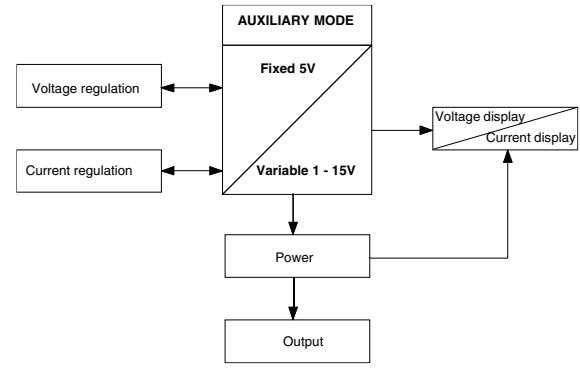 AUXILIARY MODE
Fixed 5V
Voltage regulation
Voltage display
Current display
Current regulation
Variable 1 - 15V
Power
Output